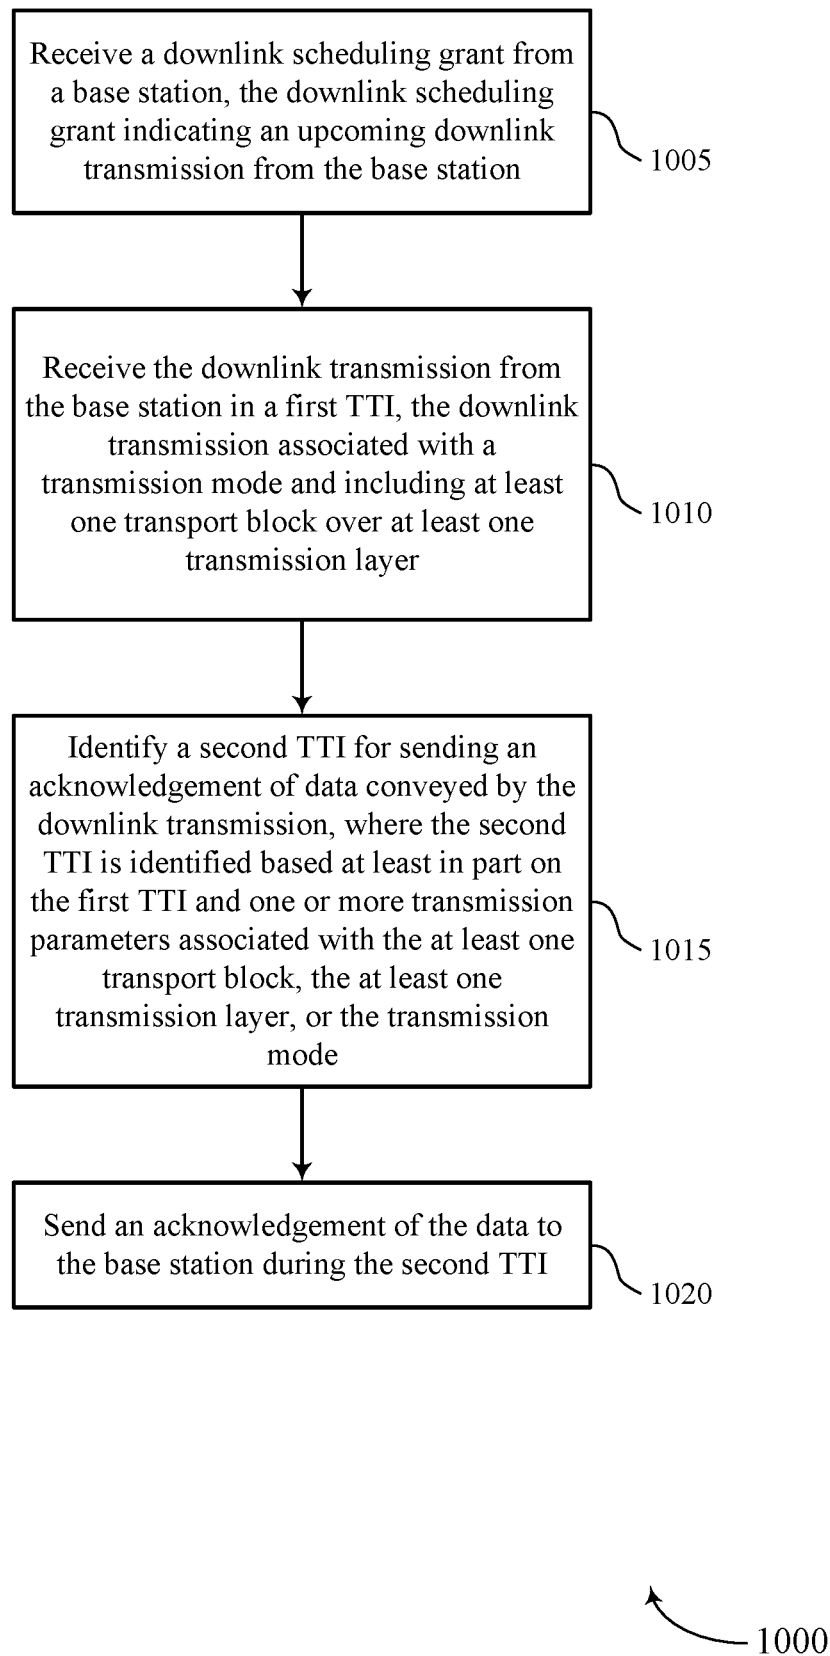 Receive a downlink scheduling grant from
a base station, the downlink scheduling
grant indicating an upcoming downlink
transmission from the base station
1005
Receive the downlink transmission from
the base station in a first TTI, the downlink
transmission associated with a
transmission mode and including at least
one transport block over at least one
transmission layer
1010
Identify a second TTI for sending an
acknowledgement of data conveyed by the
downlink transmission, where the second
TTI is identified based at least in part on
the first TTI and one or more transmission
parameters associated with the at least one
transport block, the at least one
transmission layer, or the transmission
mode
1015
Send an acknowledgement of the data to
the base station during the second TTI
1020
1000